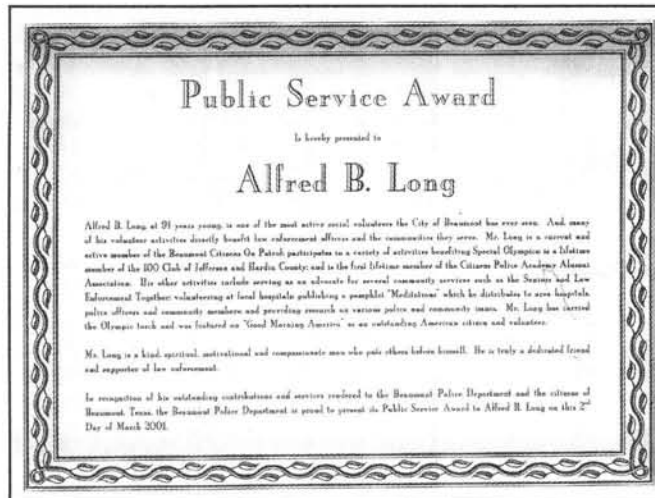 Public Service Award
Is hereby presented to
Alfred B. Long
Alfred B. Long, at 91 years young, is one of the most active social volunteers the City of Beaumont has ever seen. And, many
of his volunteer activities directly benefit law enforcement officers and the communities they serve. Mr. Long is a current and
active member of the Beaumont Citizens On Patrol; participates in a variety of activities benefiting Special Olympics; is a lifetime
member of the 100 Club of Jefferson and Hardin County; and is the first lifetime member of the Citizens Police Academy Alumni
Association. His other activities include serving as an advocate for several community services such as the Seniors and Law
Enforcement Together; volunteering at local hospitals; publishing a pamphlet "Meditations" which he distributes to area hospitals,
police officers and community members; and providing research on various police and community issues. Mr. Long has carried
the Olympic torch and was featured on "Good Morning America" as an outstanding American citizen and volunteer.
Mr. Long is a kind, spiritual, motivational and compassionate man who puts others before himself. He is truly a dedicated friend
and supporter of law enforcement.
In recognition of his outstanding contributions and services rendered to the Beaumont Police Department and the citizens of
Beaumont, Texas, the Beaumont Police Department is proud to present its Public Service Award to Alfred B. Long on this 2nd
Day of March 2001.